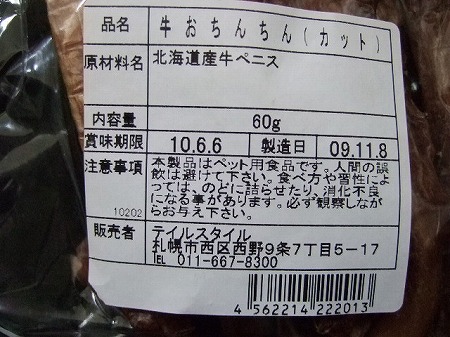 品名 牛おちんちん(カット)
原材料名 北海道産牛ペニス
内容量 60g
賞味期限 10.6.6 製造日 09.11.8
注意事項 本製品はペット用食品です。人間の誤
飲は避けて下さい。食べ方や習性によ
っては、のどに詰らせたり、消化不良
になる事があります。必ず観察しなが
らお与え下さい。
10202
販売者 テイルスタイル
札幌市西区西野9条7丁目5-17
℡ 011-667-8300
4562214222013